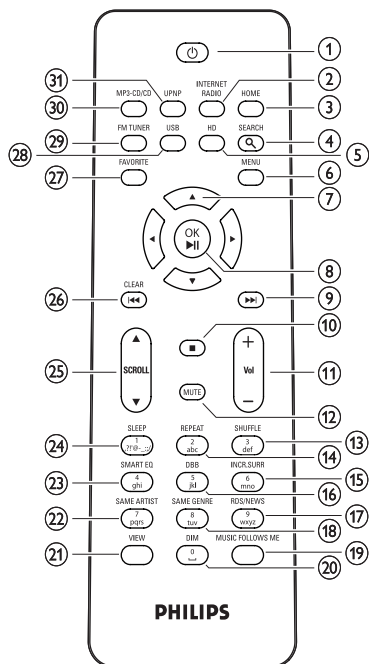 1
31 INTERNET 2
MP3-CD/CD UPNP RADIO HOME
30 3
FM TUNER USB HD SEARCH
29 4
28 5
FAVORITE MENU
27 6
7
OK
8
CLEAR
26 9
10
25 SCROLL Vol 11
+
−
MUTE 12
SLEEP REPEAT SHUFFLE
24 1 2 3 13
?!'@-_:;/ abc def 14
SMART EQ DBB INCR.SURR
23 4 5 6 15
ghi jkl mno 16
SAME ARTIST SAME GENRE RDS/NEWS
22 7 8 9 17
pqrs tuv wxyz 18
VIEW DIM MUSIC FOLLOWS ME
21 0 19
20
PHILIPS